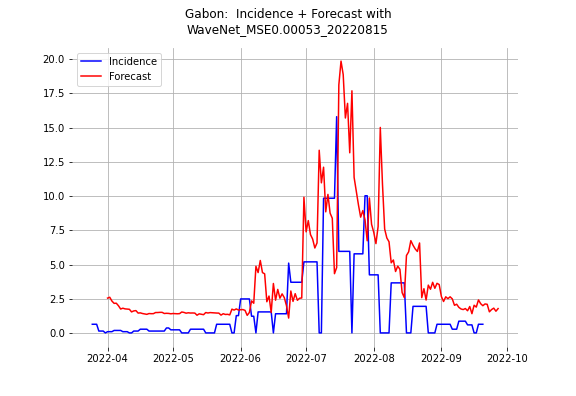 Gabon:  Incidence + Forecast with
WaveNet_MSE0.00053_20220815
Incidence
Forecast
20.0
17.5
15.0
12.5
10.0
7.5
5.0
2.5
0.0
2022-04 2022-05 2022-06 2022-07 2022-08 2022-09 2022-10